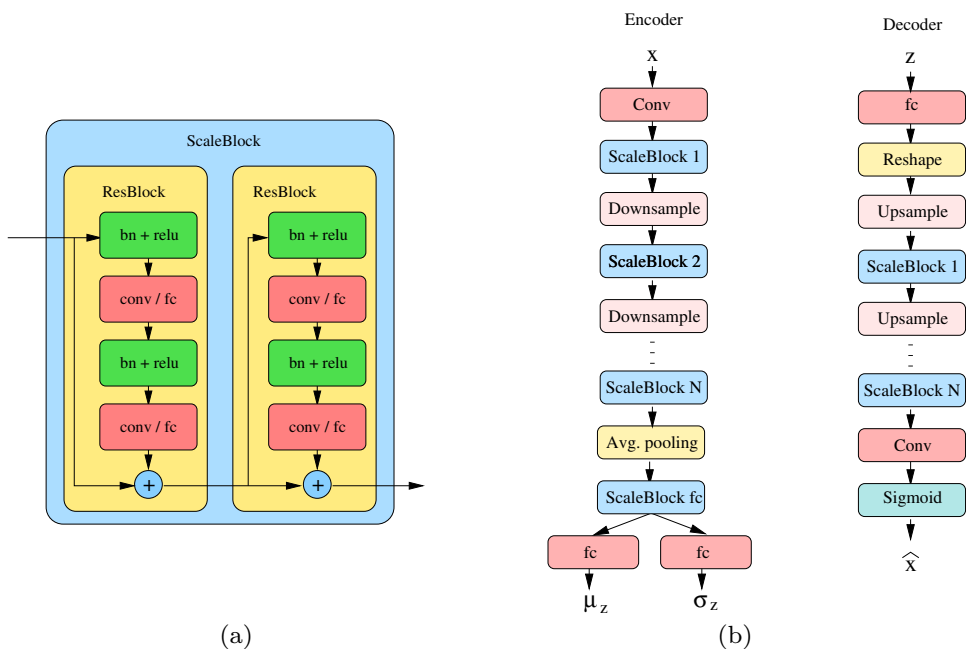 ScaleBlock
ResBlock
bn + relu
conv / fc
bn + relu
conv / fc
+
ResBlock
bn + relu
conv / fc
bn + relu
conv / fc
+
(a)
Encoder
x
Conv
ScaleBlock 1
Downsample
ScaleBlock 2
Downsample
ScaleBlock N
Avg. pooling
ScaleBlock fc
fc
fc
μ_z
σ_z
Decoder
z
fc
Reshape
Upsample
ScaleBlock 1
Upsample
ScaleBlock N
Conv
Sigmoid
x̂
(b)